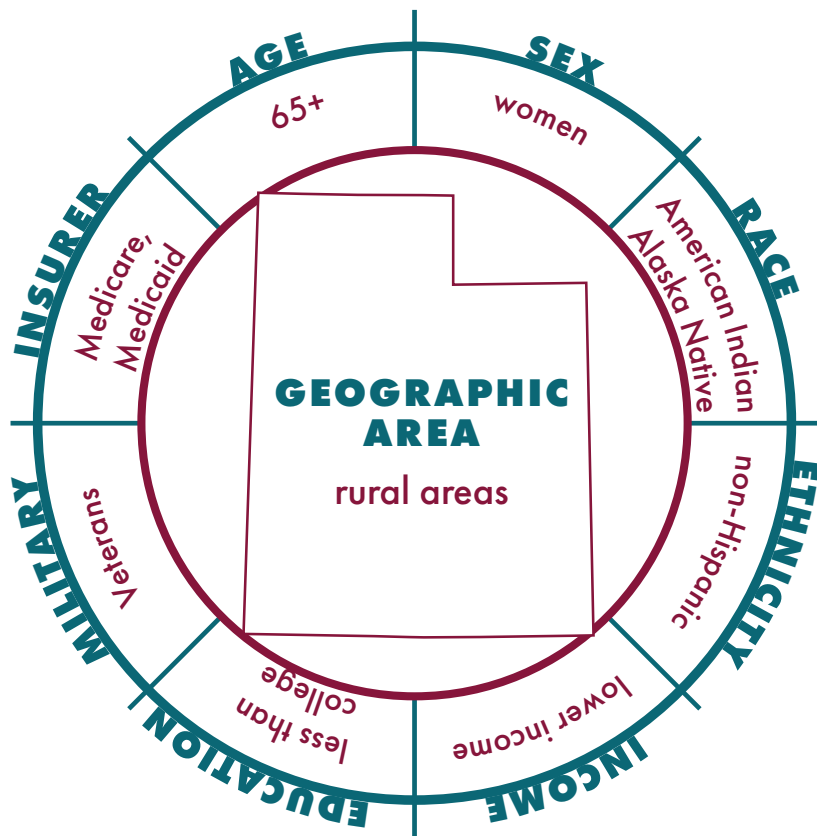 AGE
65+
SEX
women
RACE
American Indian
Alaska Native
ETHNICITY
non-Hispanic
INCOME
lower income
EDUCATION
less than
college
MILITARY
Veterans
INSURER
Medicare,
Medicaid
GEOGRAPHIC
AREA
rural areas